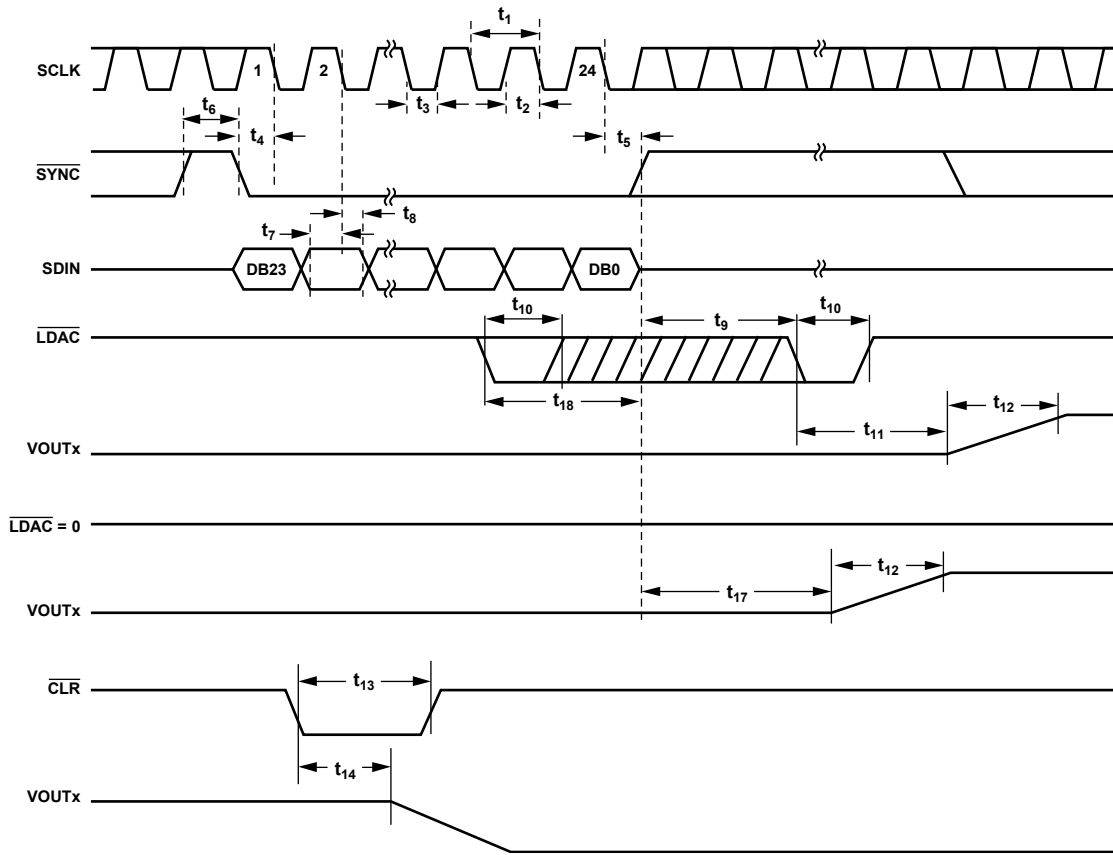 t1
SCLK
1
2
24
t3
t2
t6
t4
t5
SYNC
t8
t7
SDIN
DB23
DB0
t10
t9
t10
LDAC
t18
t12
t11
VOUTx
LDAC = 0
t12
t17
VOUTx
t13
CLR
t14
VOUTx